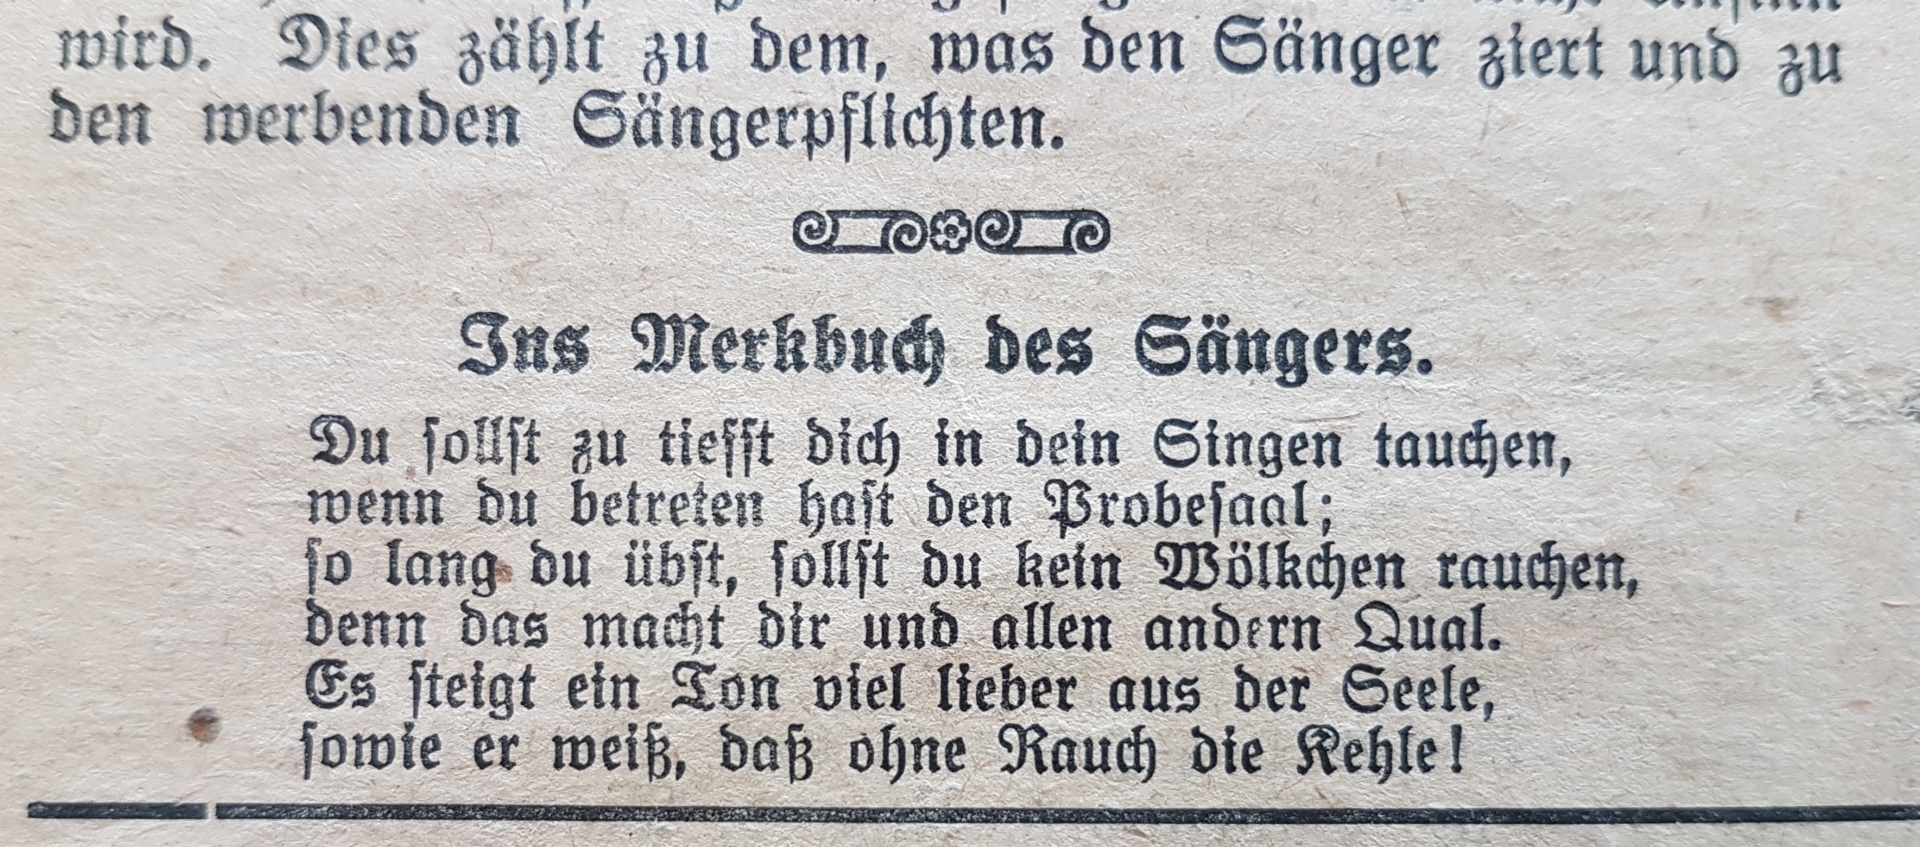 wird. Dies zählt zu dem, was den Sänger ziert und zu
den werbenden Sängerpflichten.
Ins Merkbuch des Sängers.
Du sollst zu tiefst dich in dein Singen tauchen,
wenn du betreten hast den Probesaal;
so lang du übst, sollst du kein Wölkchen rauchen,
denn das macht dir und allen andern Qual.
Es steigt ein Ton viel lieber aus der Seele,
sowie er weiß, daß ohne Rauch die Kehle!